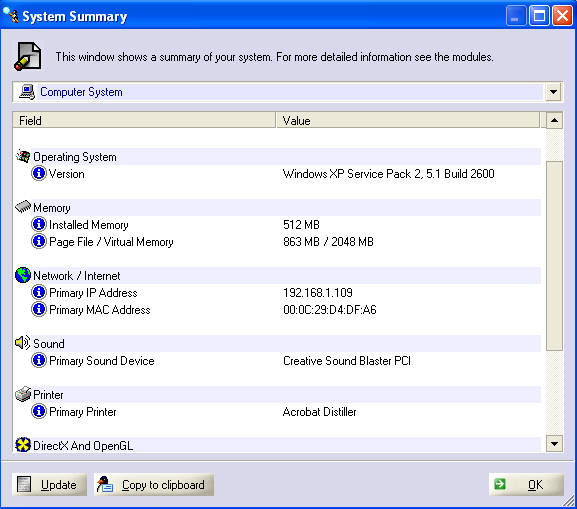 System Summary
This window shows a summary of your system. For more detailed information see the modules.
Computer System
Field Value
Operating System
Version Windows XP Service Pack 2, 5.1 Build 2600
Memory
Installed Memory 512 MB
Page File / Virtual Memory 863 MB / 2048 MB
Network / Internet
Primary IP Address 192.168.1.109
Primary MAC Address 00:0C:29:D4:DF:A6
Sound
Primary Sound Device Creative Sound Blaster PCI
Printer
Primary Printer Acrobat Distiller
DirectX And OpenGL
Update Copy to clipboard OK